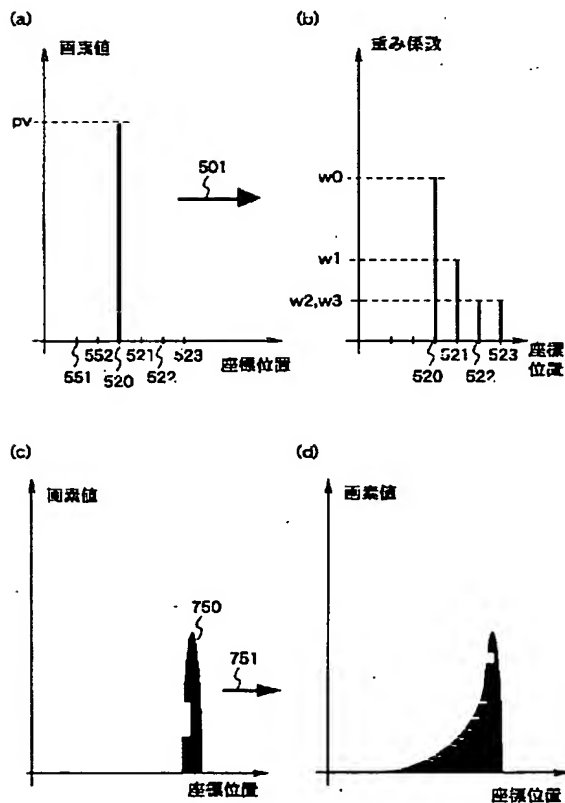 (a)
画素値
pv
501
551
552
520
521
522
523
座標位置
(b)
重み係数
w0
w1
w2,w3
520
521
522
523
座標
位置
(c)
画素値
750
751
座標位置
(d)
画素値
座標位置